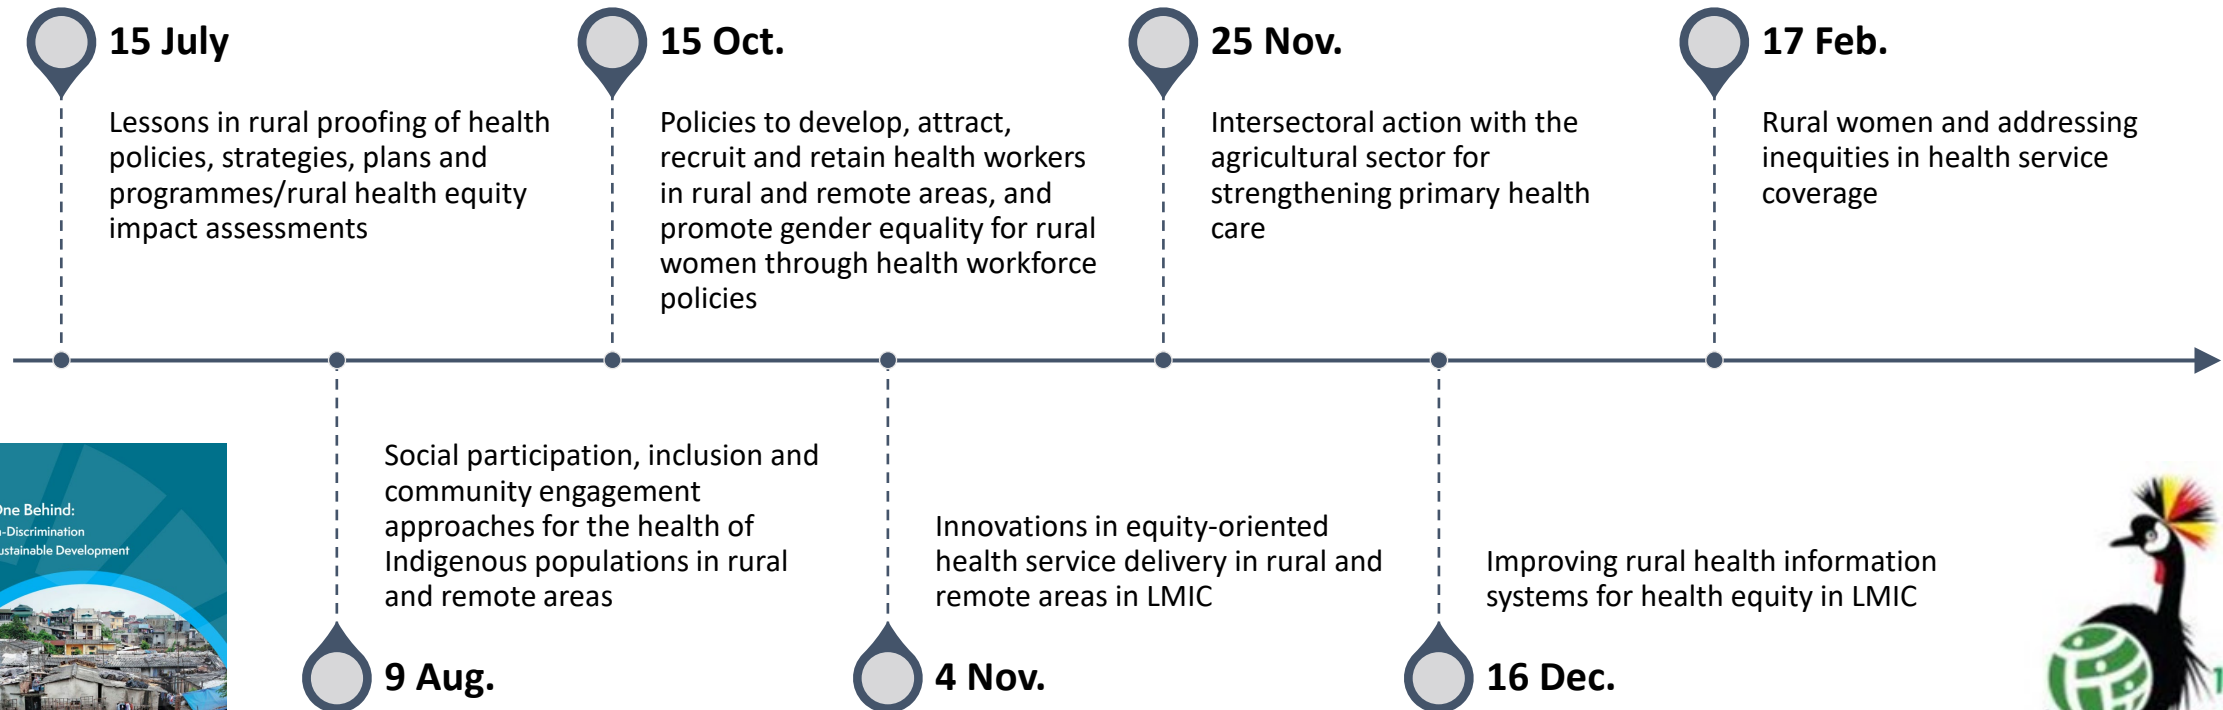 15 July
Lessons in rural proofing of health
policies, strategies, plans and
programmes/rural health equity
impact assessments
15 Oct.
Policies to develop, attract,
recruit and retain health workers
in rural and remote areas, and
promote gender equality for rural
women through health workforce
policies
25 Nov.
Intersectoral action with the
agricultural sector for
strengthening primary health
care
17 Feb.
Rural women and addressing
inequities in health service
coverage
One Behind:
-Discrimination
ustainable Development
Social participation, inclusion and
community engagement
approaches for the health of
Indigenous populations in rural
and remote areas
9 Aug.
Innovations in equity-oriented
health service delivery in rural and
remote areas in LMIC
4 Nov.
Improving rural health information
systems for health equity in LMIC
16 Dec.